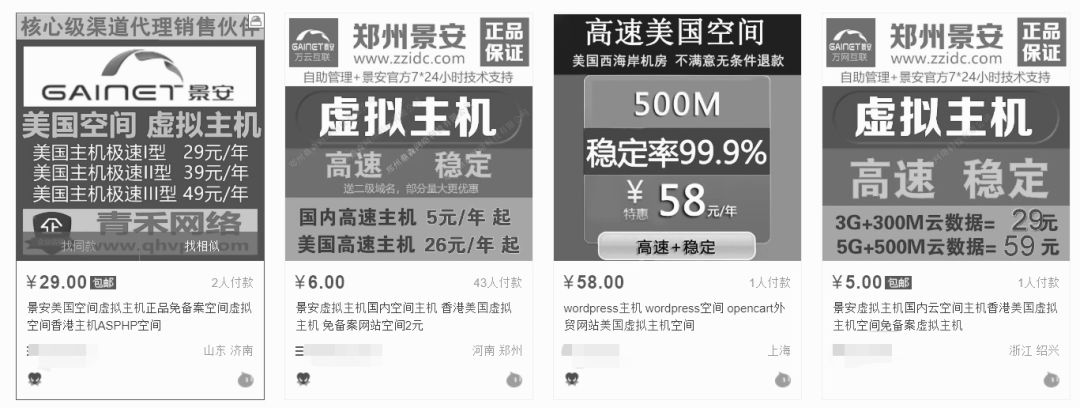 核心级渠道代理销售伙伴
GAINET 景安
美国空间 虚拟主机
美国主机极速I型 29元/年
美国主机极速II型 39元/年
美国主机极速III型 49元/年
企
青禾网络
找同款
找相似
￥29.00 包邮
2人付款
景安美国空间虚拟主机正品免备案空间虚拟
空间香港主机ASPHP空间
山东 济南
GAINET 景安
万云互联
郑州景安
www.zzidc.com
正品
保证
自助管理+景安官方7*24小时技术支持
虚拟主机
高速 稳定
送二级域名，部分量大更优惠
国内高速主机 5元/年 起
美国高速主机 26元/年 起
￥6.00
43人付款
景安虚拟主机国内空间主机 香港美国虚拟
主机 免备案网站空间2元
河南 郑州
高速美国空间
美国西海岸机房 不满意无条件退款
500M
稳定率99.9%
￥
特惠
58元/年
高速+稳定
￥58.00
1人付款
wordpress主机 wordpress空间 opencart外
贸网站美国虚拟主机空间
上海
GAINET 景安
万网互联
郑州景安
www.zzidc.com
正品
保证
自助管理+景安官方7*24小时技术支持
虚拟主机
高速 稳定
3G+300M云数据= 29元
5G+500M云数据= 59 元
￥5.00 包邮
1人付款
景安虚拟主机国内云空间主机香港美国虚拟
主机空间免备案虚拟主机
浙江 绍兴